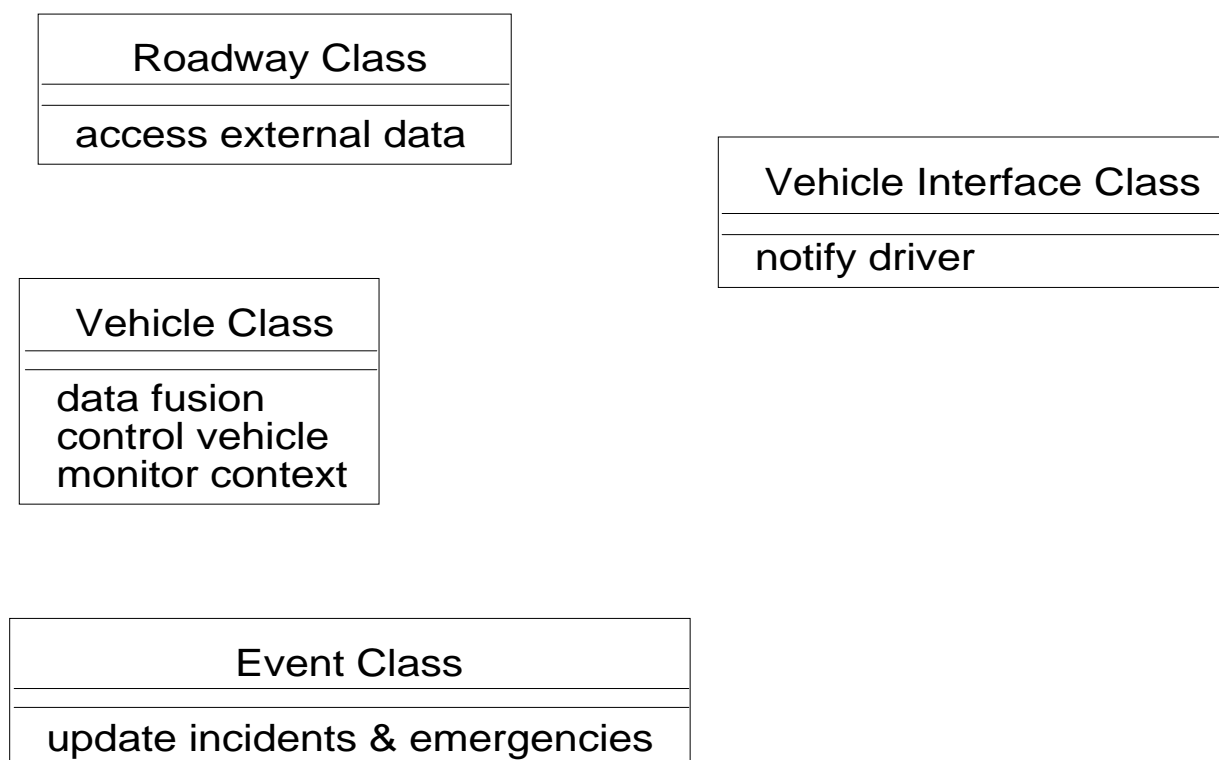 Roadway Class
access external data
Vehicle Interface Class
notify driver
Vehicle Class
data fusion
control vehicle
monitor context
Event Class
update incidents & emergencies